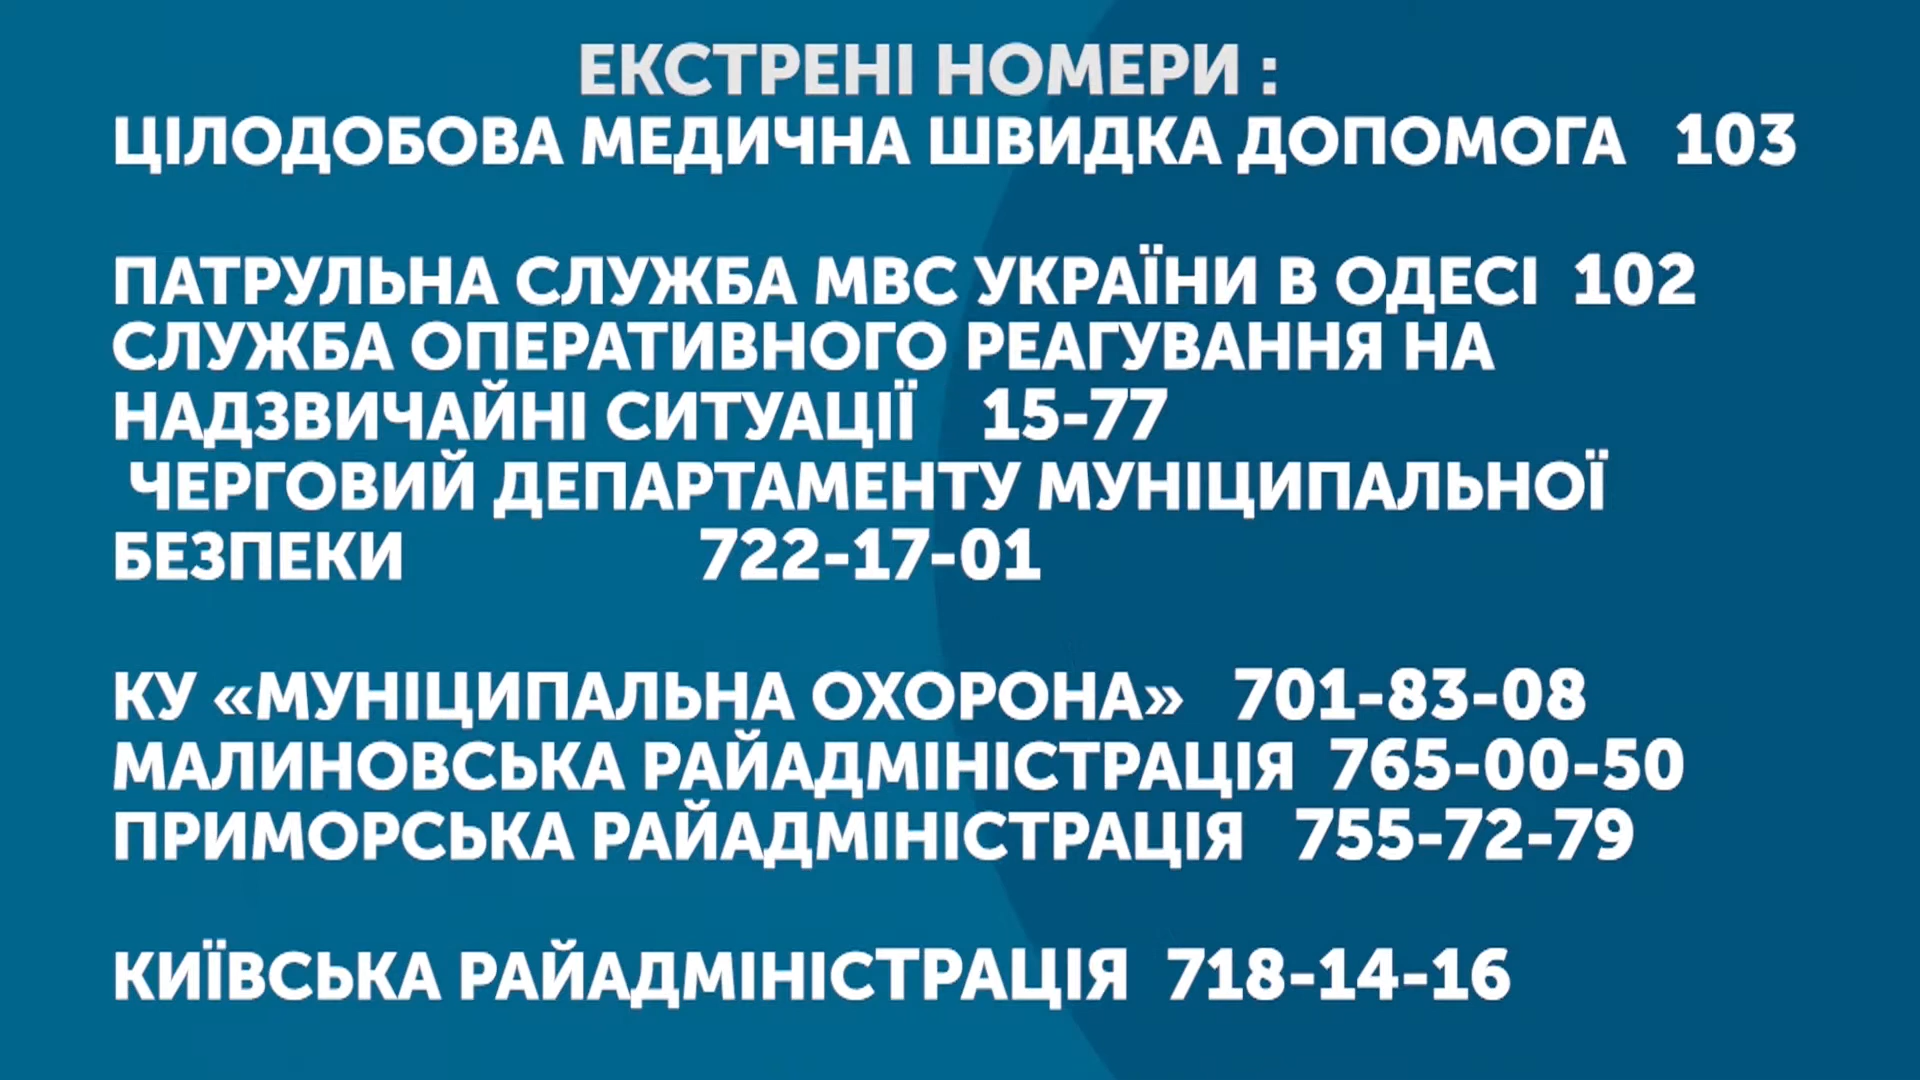 ЕКСТРЕНІ НОМЕРИ :
ЦІЛОДОБОВА МЕДИЧНА ШВИДКА ДОПОМОГА 103
ПАТРУЛЬНА СЛУЖБА МВС УКРАЇНИ В ОДЕСІ 102
СЛУЖБА ОПЕРАТИВНОГО РЕАГУВАННЯ НА
НАДЗВИЧАЙНІ СИТУАЦІЇ 15-77
ЧЕРГОВИЙ ДЕПАРТАМЕНТУ МУНІЦИПАЛЬНОЇ
БЕЗПЕКИ 722-17-01
КУ «МУНІЦИПАЛЬНА ОХОРОНА» 701-83-08
МАЛИНОВСЬКА РАЙАДМІНІСТРАЦІЯ 765-00-50
ПРИМОРСЬКА РАЙАДМІНІСТРАЦІЯ 755-72-79
КИЇВСЬКА РАЙАДМІНІСТРАЦІЯ 718-14-16